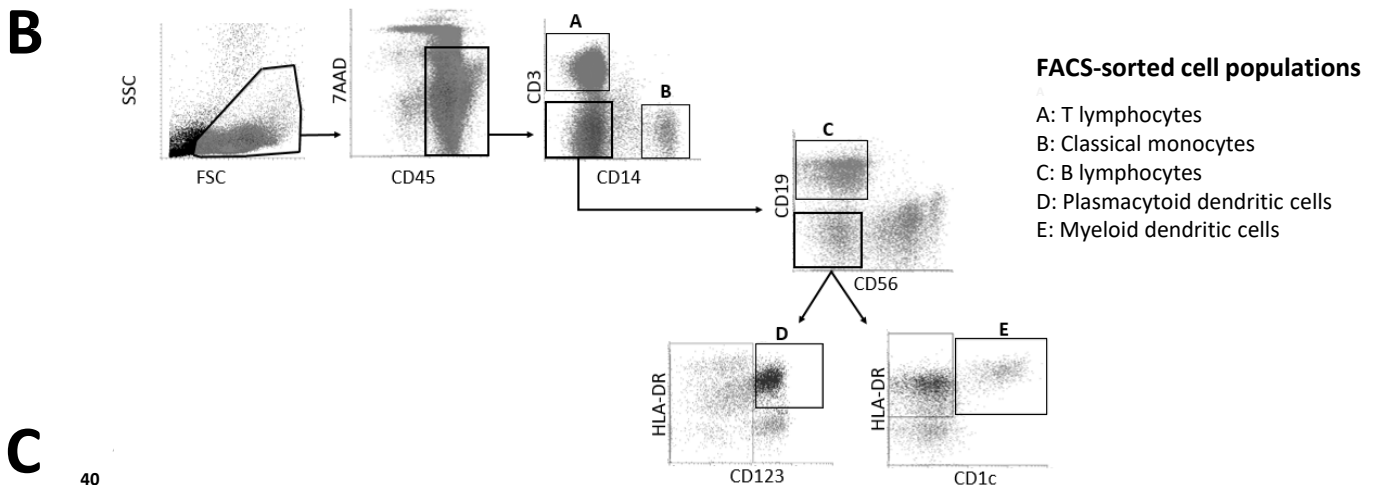 B
SSC
FSC
7AAD
CD45
A
CD3
B
CD14
C
CD19
CD56
D
HLA-DR
CD123
E
HLA-DR
CD1c
FACS-sorted cell populations
A: T lymphocytes
B: Classical monocytes
C: B lymphocytes
D: Plasmacytoid dendritic cells
E: Myeloid dendritic cells
C
40